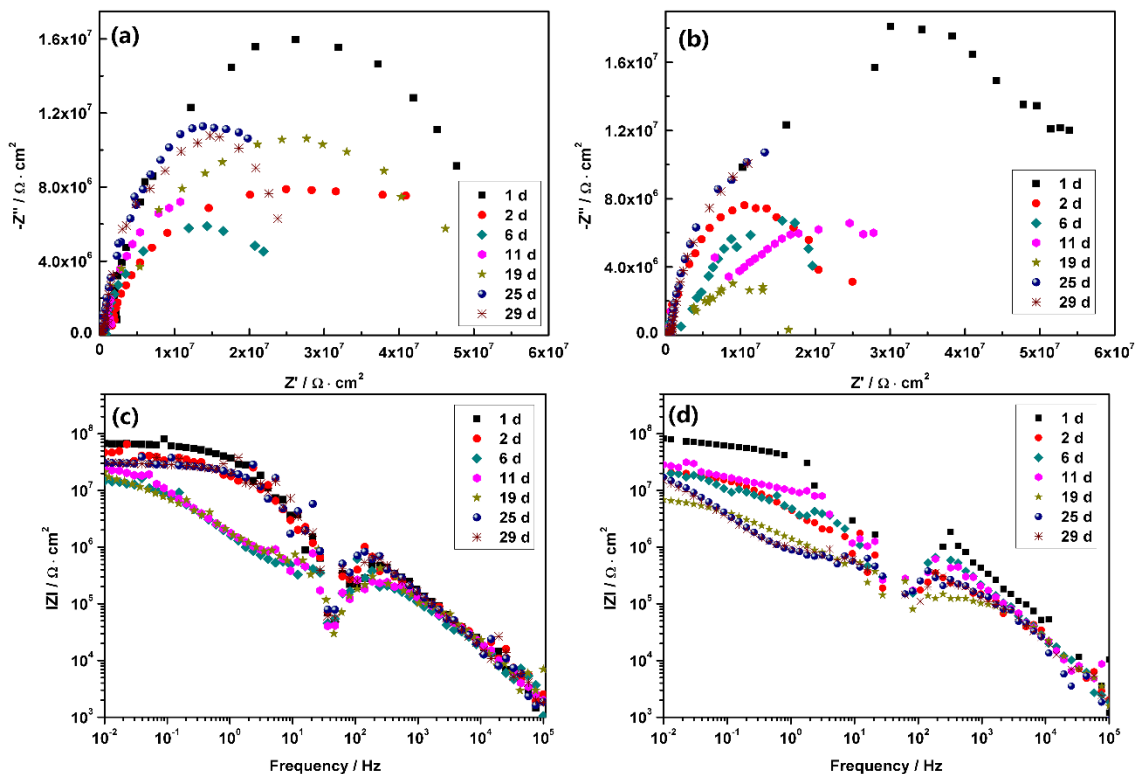 (a)
-Z'' / Ω · cm²
1.6x10⁷
1.2x10⁷
8.0x10⁶
4.0x10⁶
0.0
0
1x10⁷
2x10⁷
3x10⁷
4x10⁷
5x10⁷
6x10⁷
Z' / Ω · cm²
1 d
2 d
6 d
11 d
19 d
25 d
29 d
(b)
-Z'' / Ω · cm²
1.6x10⁷
1.2x10⁷
8.0x10⁶
4.0x10⁶
0.0
0
1x10⁷
2x10⁷
3x10⁷
4x10⁷
5x10⁷
6x10⁷
Z' / Ω · cm²
1 d
2 d
6 d
11 d
19 d
25 d
29 d
(c)
|Z| / Ω · cm²
10⁸
10⁷
10⁶
10⁵
10⁴
10³
10⁻²
10⁻¹
10⁰
10¹
10²
10³
10⁴
10⁵
Frequency / Hz
1 d
2 d
6 d
11 d
19 d
25 d
29 d
(d)
|Z| / Ω · cm²
10⁸
10⁷
10⁶
10⁵
10⁴
10³
10⁻²
10⁻¹
10⁰
10¹
10²
10³
10⁴
10⁵
Frequency / Hz
1 d
2 d
6 d
11 d
19 d
25 d
29 d